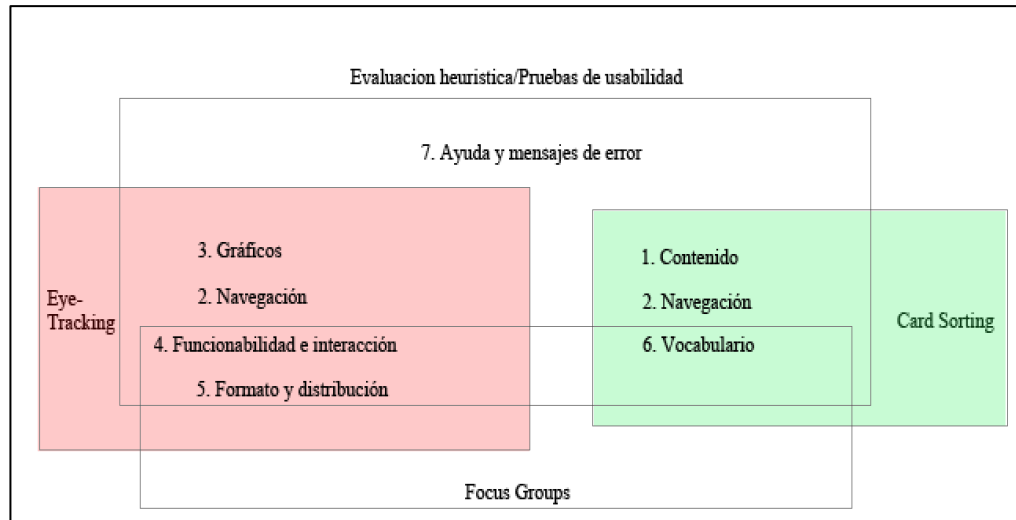 Evaluacion heuristica/Pruebas de usabilidad
7. Ayuda y mensajes de error
3. Gráficos
1. Contenido
Eye-
Tracking
2. Navegación
2. Navegación
Card Sorting
4. Funcionabilidad e interacción
6. Vocabulario
5. Formato y distribución
Focus Groups